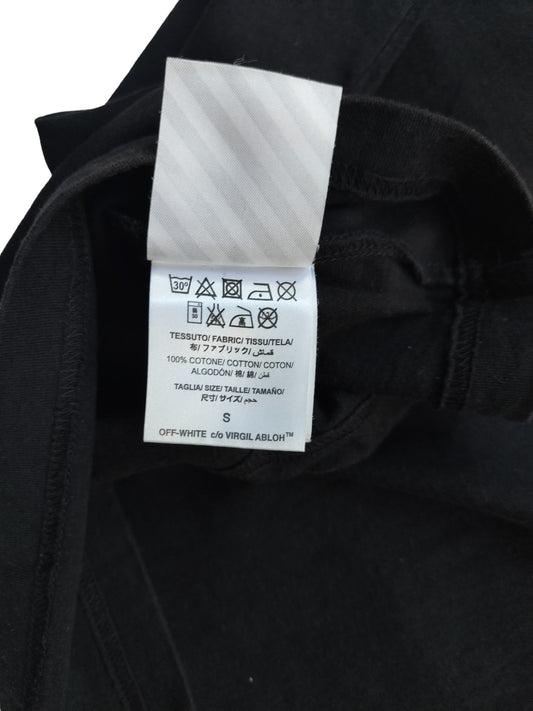 30°
TESSUTO/ FABRIC/ TISSU/TELA/
布/ファブリック/ قماش/
100% COTONE/ COTTON/ COTON/
ALGODÓN/ 棉/ 綿/ قطن/
TAGLIA/ SIZE/ TAILLE/ TAMAÑO/
尺寸/サイズ/ حجم/
S
OFF-WHITE c/o VIRGIL ABLOH™